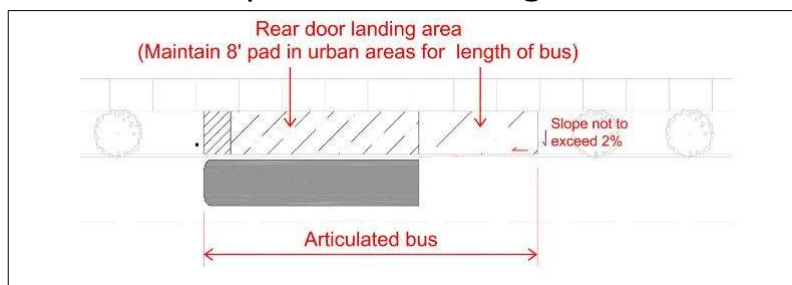 Rear door landing area
(Maintain 8' pad in urban areas for length of bus)
Slope not to
exceed 2%
Articulated bus